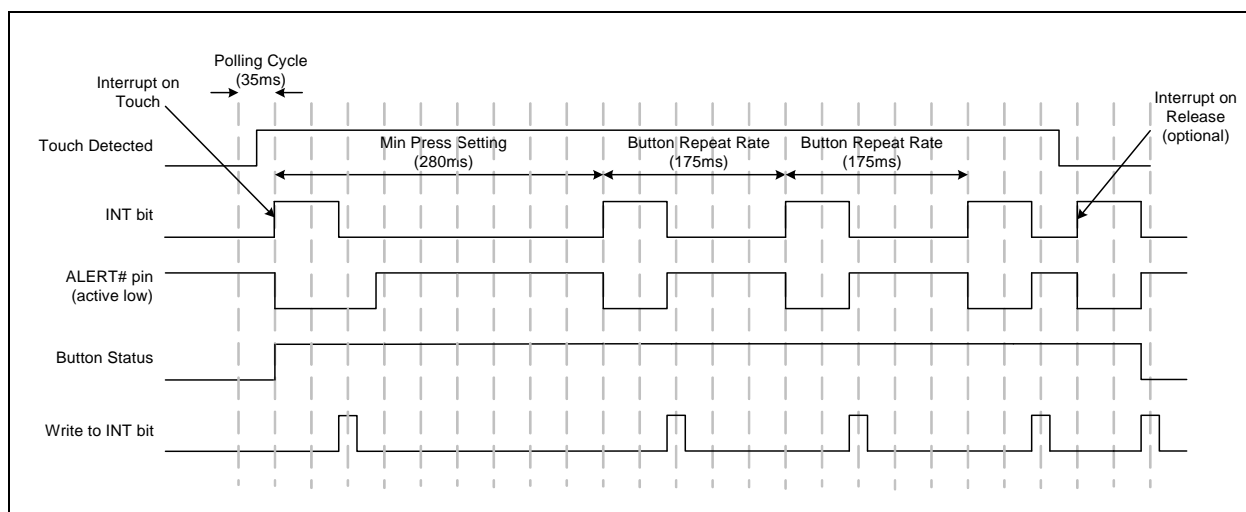 Polling Cycle
(35ms)
Interrupt on
Touch
Interrupt on
Release
(optional)
Touch Detected
Min Press Setting
(280ms)
Button Repeat Rate
(175ms)
Button Repeat Rate
(175ms)
INT bit
ALERT# pin
(active low)
Button Status
Write to INT bit